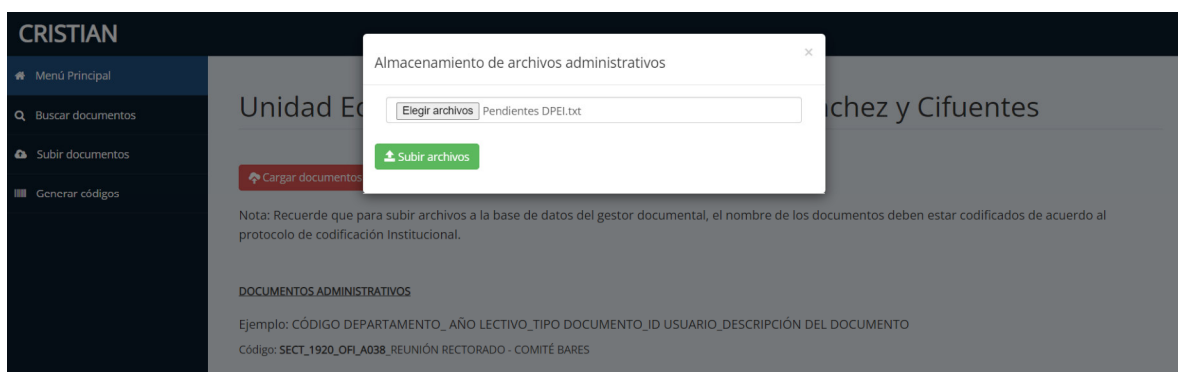 CRISTIAN
Menú Principal
Buscar documentos
Subir documentos
Generar códigos
Almacenamiento de archivos administrativos
×
Elegir archivos Pendientes DPEI.txt
Subir archivos
Unidad Ed
chez y Cifuentes
Cargar documentos
Nota: Recuerde que para subir archivos a la base de datos del gestor documental, el nombre de los documentos deben estar codificados de acuerdo al
protocolo de codificación Institucional.
DOCUMENTOS ADMINISTRATIVOS
Ejemplo: CÓDIGO DEPARTAMENTO_ AÑO LECTIVO_TIPO DOCUMENTO_ID USUARIO_DESCRIPCIÓN DEL DOCUMENTO
Código: SECT_1920_OFI_A038_REUNIÓN RECTORADO - COMITÉ BARES